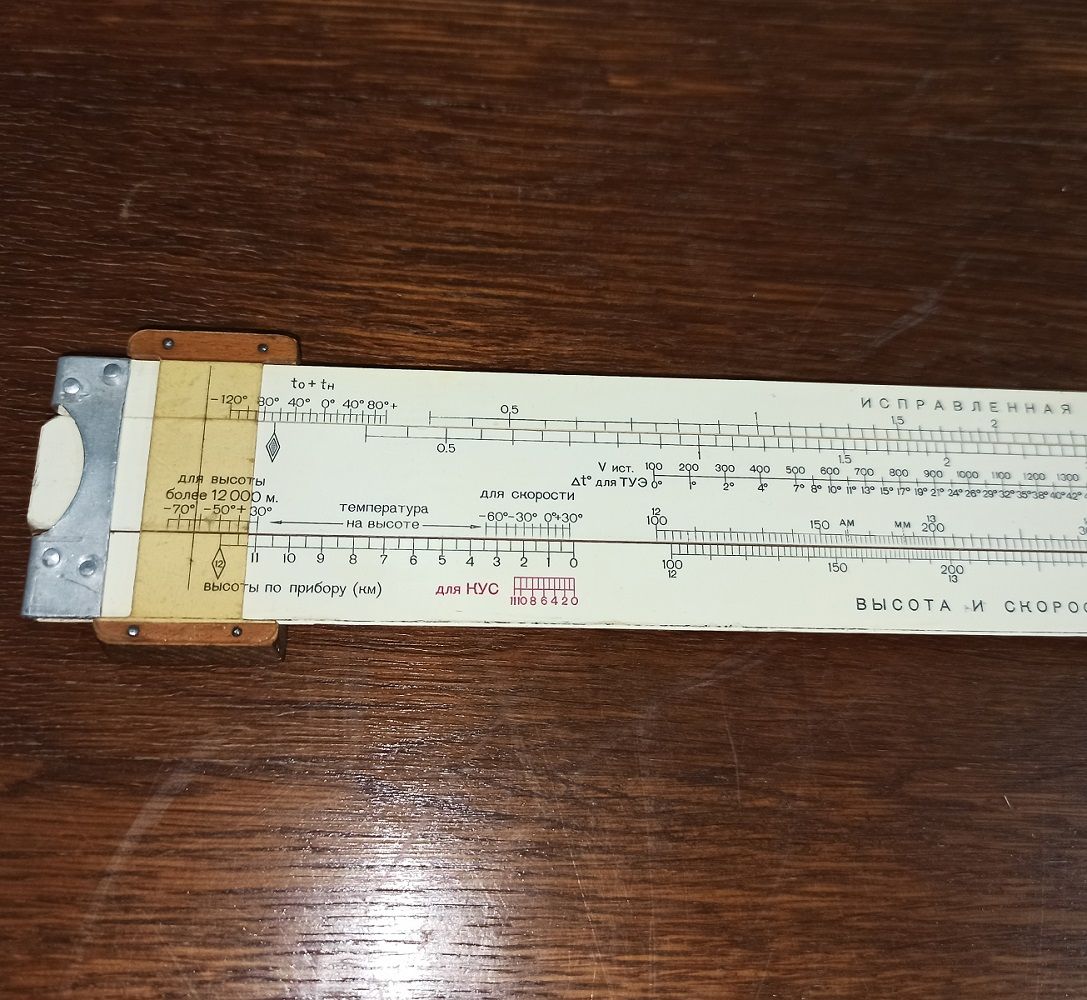 t₀ + tн
-120° 80° 40° 0° 40° 80°+
0,5 1 1,5 2
ИСПРАВЛЕННАЯ
0.5 1 1.5 2
V ист. 100 200 300 400 500 600 700 800 900 1000 1100 1200 1300
Δt° для ТУЭ 0° 1° 2° 4° 7° 8° 10° 11° 13° 15° 17° 19° 21° 24° 26° 29° 32° 35° 38° 40° 42°
для высоты
более 12 000 м.
-70° -50° + 30°
температура
на высоте
для скорости
-60° -30° 0° +30°
12 13
100 150 АМ ММ 200
12 11 10 9 8 7 6 5 4 3 2 1 0
100 150 200
12 13
высоты по прибору (км)
для КУС
11 10 8 6 4 2 0
ВЫСОТА И СКОРОС